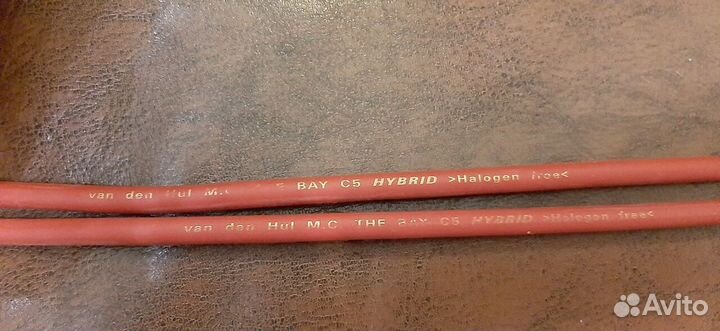 van den Hul M.C E BAY C5 HYBRID >Halogen free<
van den Hul M.C THE BAY C5 HYBRID >Halogen free<
Avito